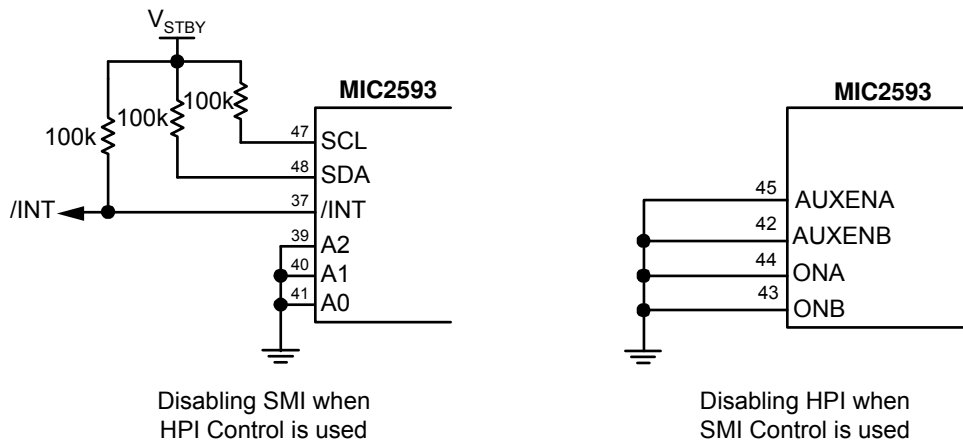 VSTBY
MIC2593
100k
100k
100k
47 SCL
48 SDA
/INT 37 /INT
39 A2
40 A1
41 A0
Disabling SMI when
HPI Control is used
MIC2593
45 AUXENA
42 AUXENB
44 ONA
43 ONB
Disabling HPI when
SMI Control is used